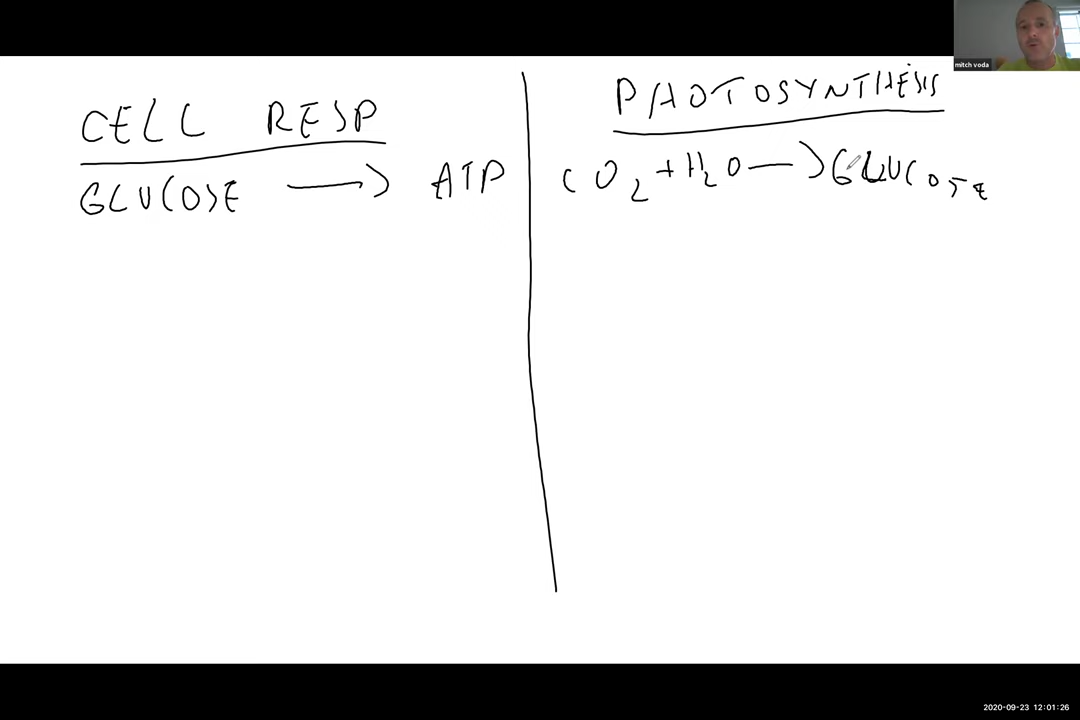 mitch voda
CELL RESP
GLUCOSE → ATP
PHOTOSYNTHESIS
CO2 + H2O → GLUCOSE
2020-09-23 12:01:26